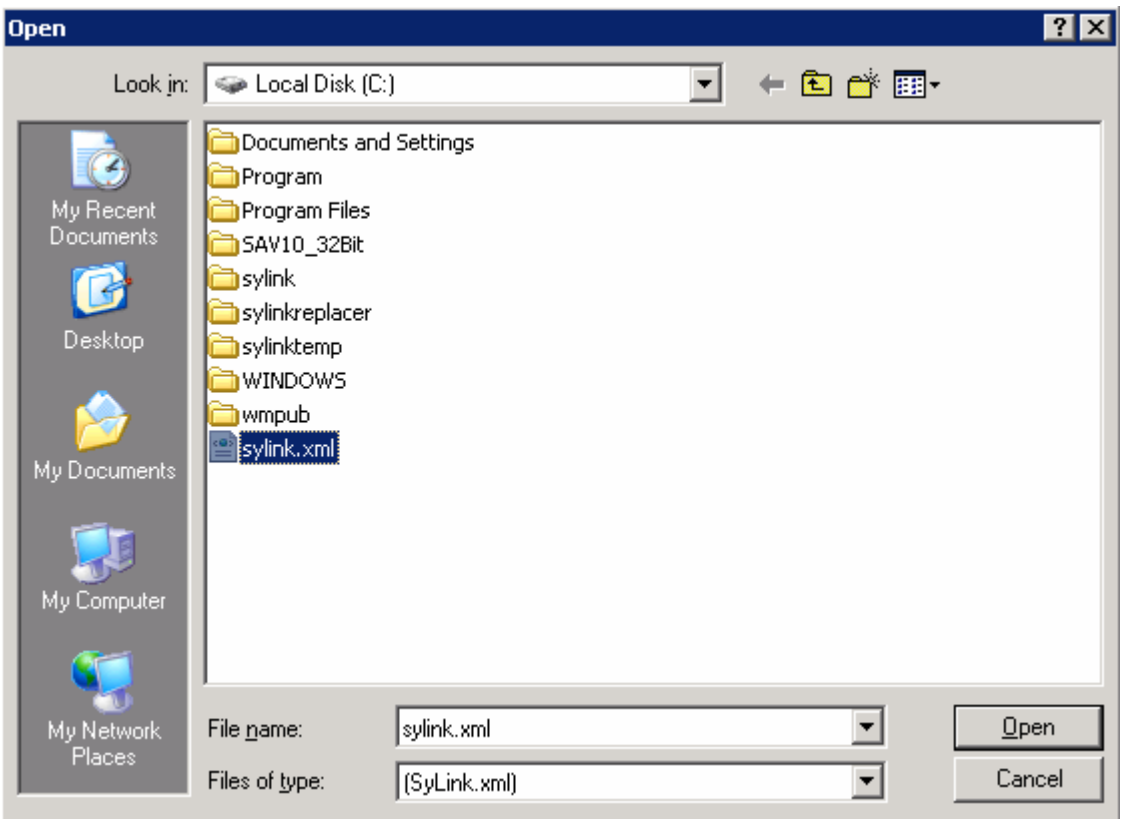 Open
Look in:
Local Disk (C:)
My Recent
Documents
Desktop
My Documents
My Computer
My Network
Places
Documents and Settings
Program
Program Files
SAV10_32Bit
sylink
sylinkreplacer
sylinktemp
WINDOWS
wmpub
sylink.xml
File name:
sylink.xml
Open
Files of type:
(SyLink.xml)
Cancel